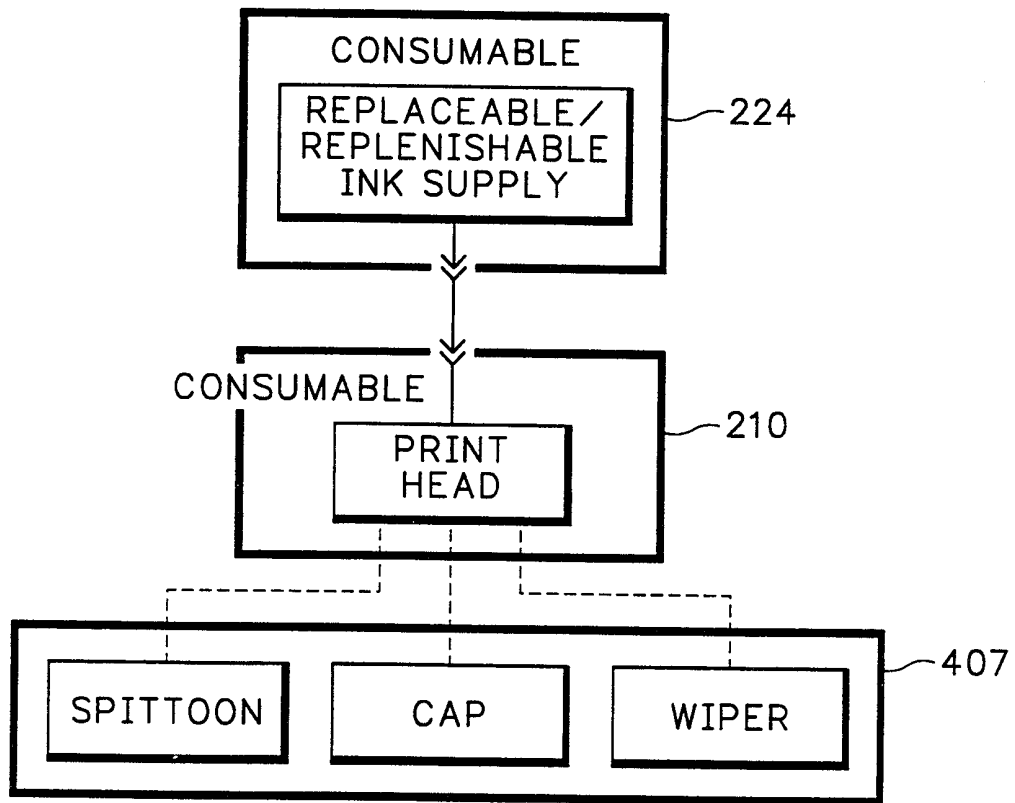 CONSUMABLE
REPLACEABLE/
REPLENISHABLE
INK SUPPLY
224
CONSUMABLE
210
PRINT
HEAD
407
SPITTOON
CAP
WIPER